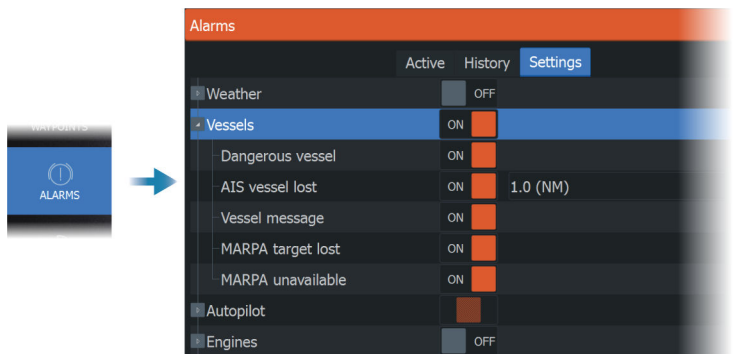 Alarms
Active History Settings
Weather OFF
Vessels ON
Dangerous vessel ON
AIS vessel lost ON 1.0 (NM)
Vessel message ON
MARPA target lost ON
MARPA unavailable ON
Autopilot
Engines OFF
WAYPOINTS
ALARMS